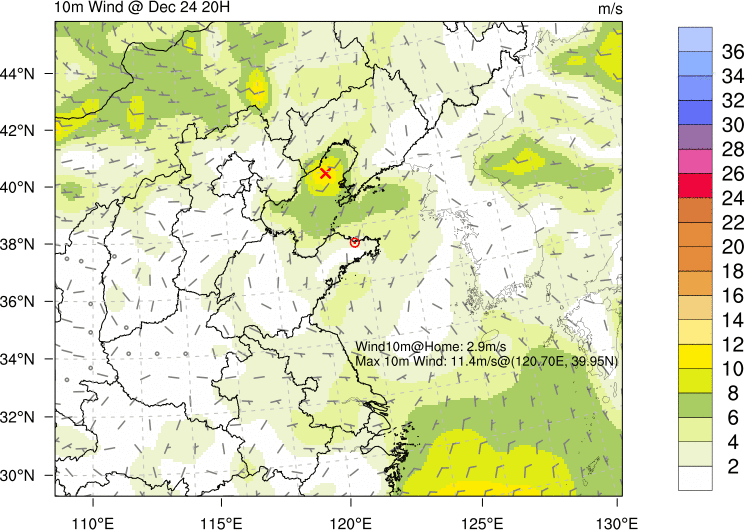 10m Wind @ Dec 24 20H
m/s
44°N
42°N
40°N
38°N
36°N
34°N
32°N
30°N
110°E
115°E
120°E
125°E
130°E
Wind10m@Home: 2.9m/s
Max 10m Wind: 11.4m/s@(120.70E, 39.95N)
36
34
32
30
28
26
24
22
20
18
16
14
12
10
8
6
4
2